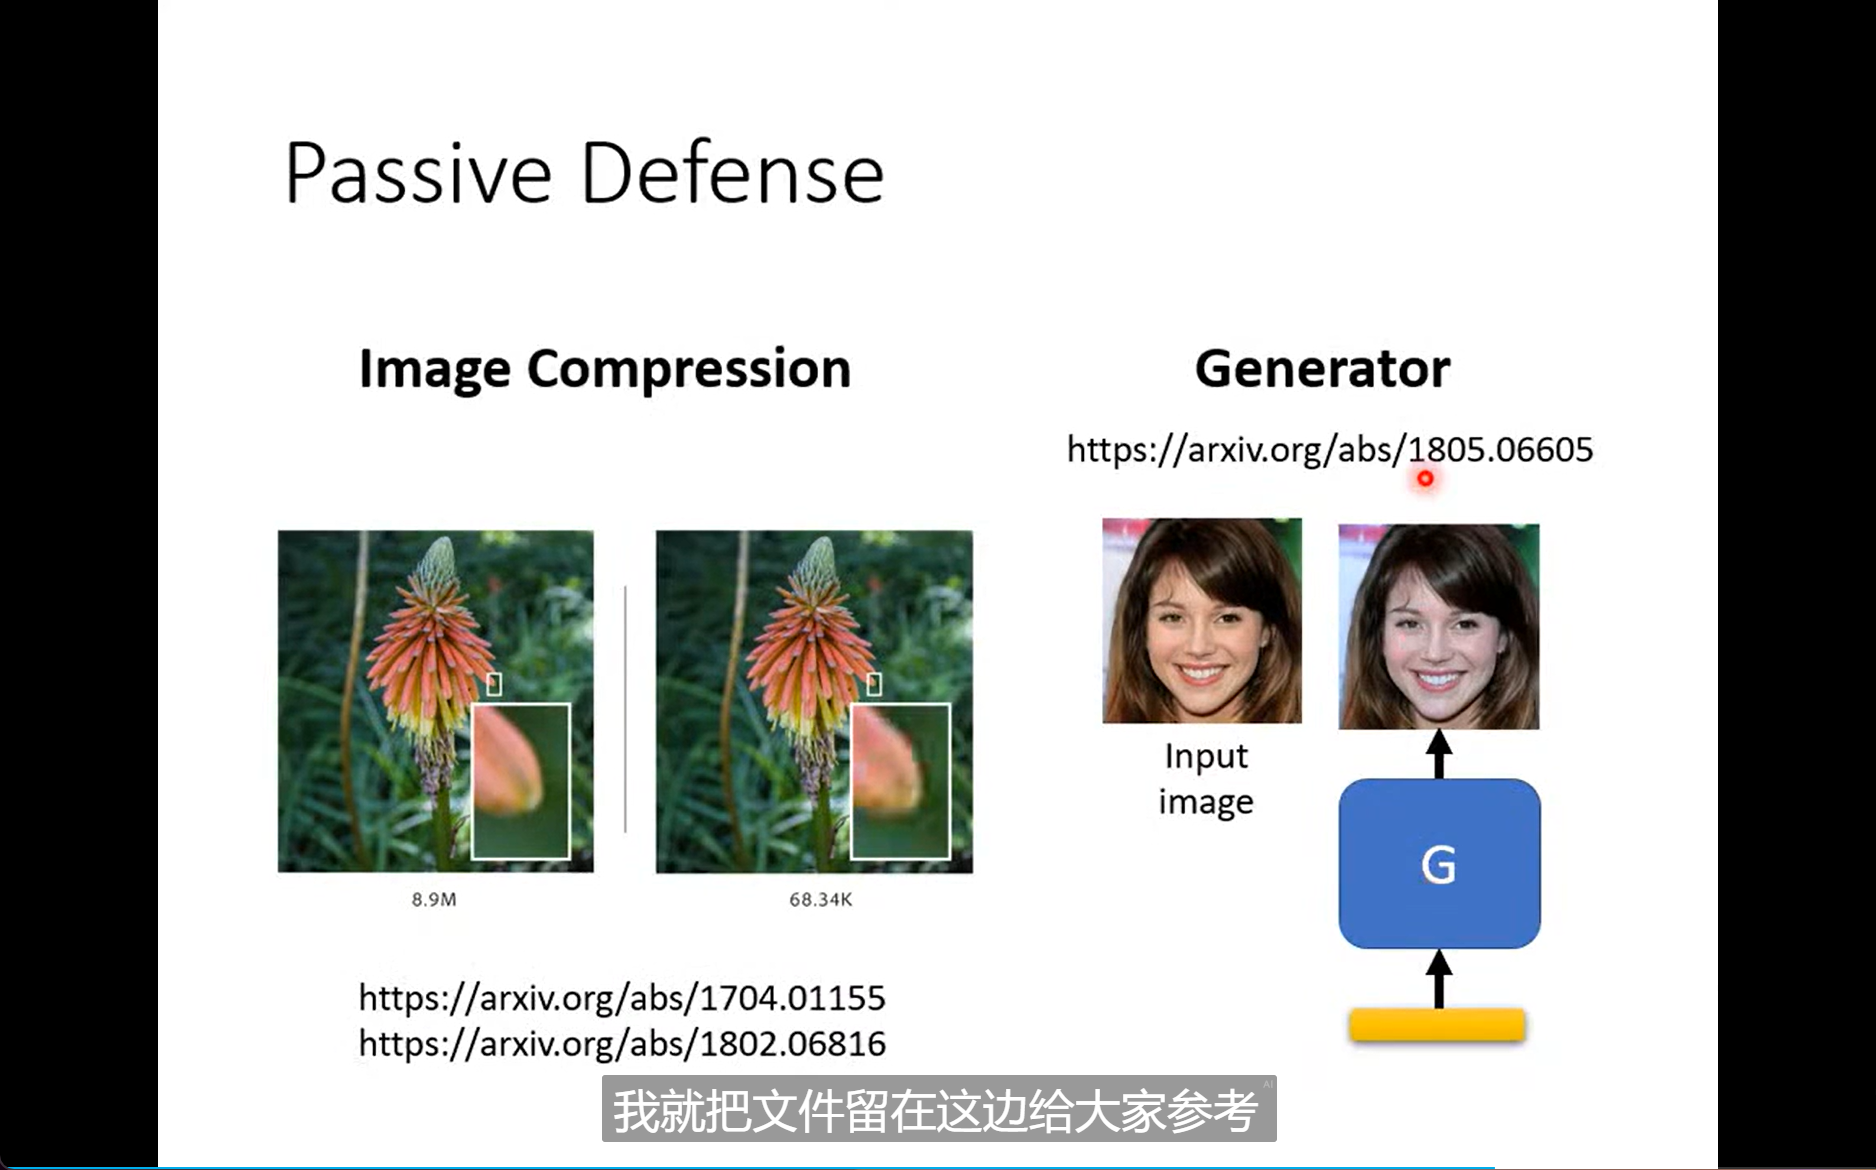 Passive Defense
Image Compression
8.9M
68.34K
https://arxiv.org/abs/1704.01155
https://arxiv.org/abs/1802.06816
Generator
https://arxiv.org/abs/1805.06605
Input
image
G
AI
我就把文件留在这边给大家参考